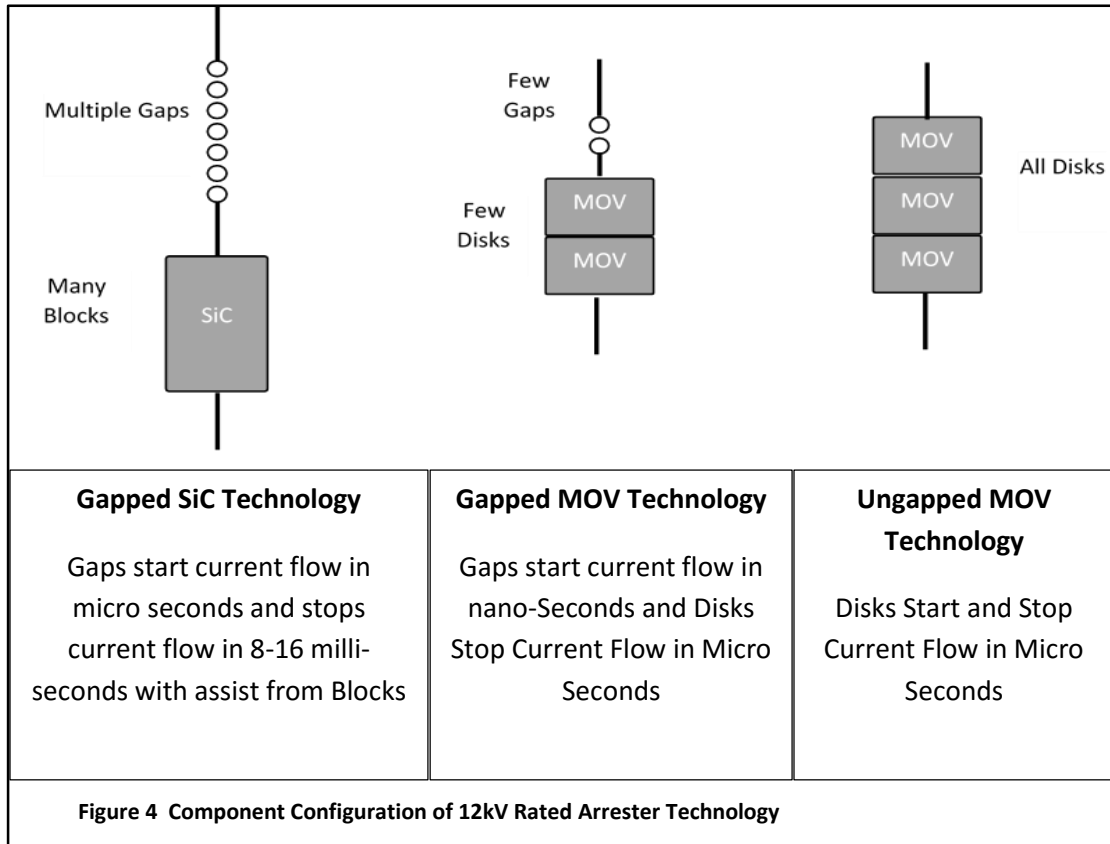 Multiple Gaps
Many
Blocks
SiC
Few
Gaps
Few
Disks
MOV
MOV
MOV
MOV
MOV
All Disks
Gapped SiC Technology
Gaps start current flow in
micro seconds and stops
current flow in 8-16 milli-
seconds with assist from Blocks
Gapped MOV Technology
Gaps start current flow in
nano-Seconds and Disks
Stop Current Flow in Micro
Seconds
Ungapped MOV
Technology
Disks Start and Stop
Current Flow in Micro
Seconds
Figure 4 Component Configuration of 12kV Rated Arrester Technology